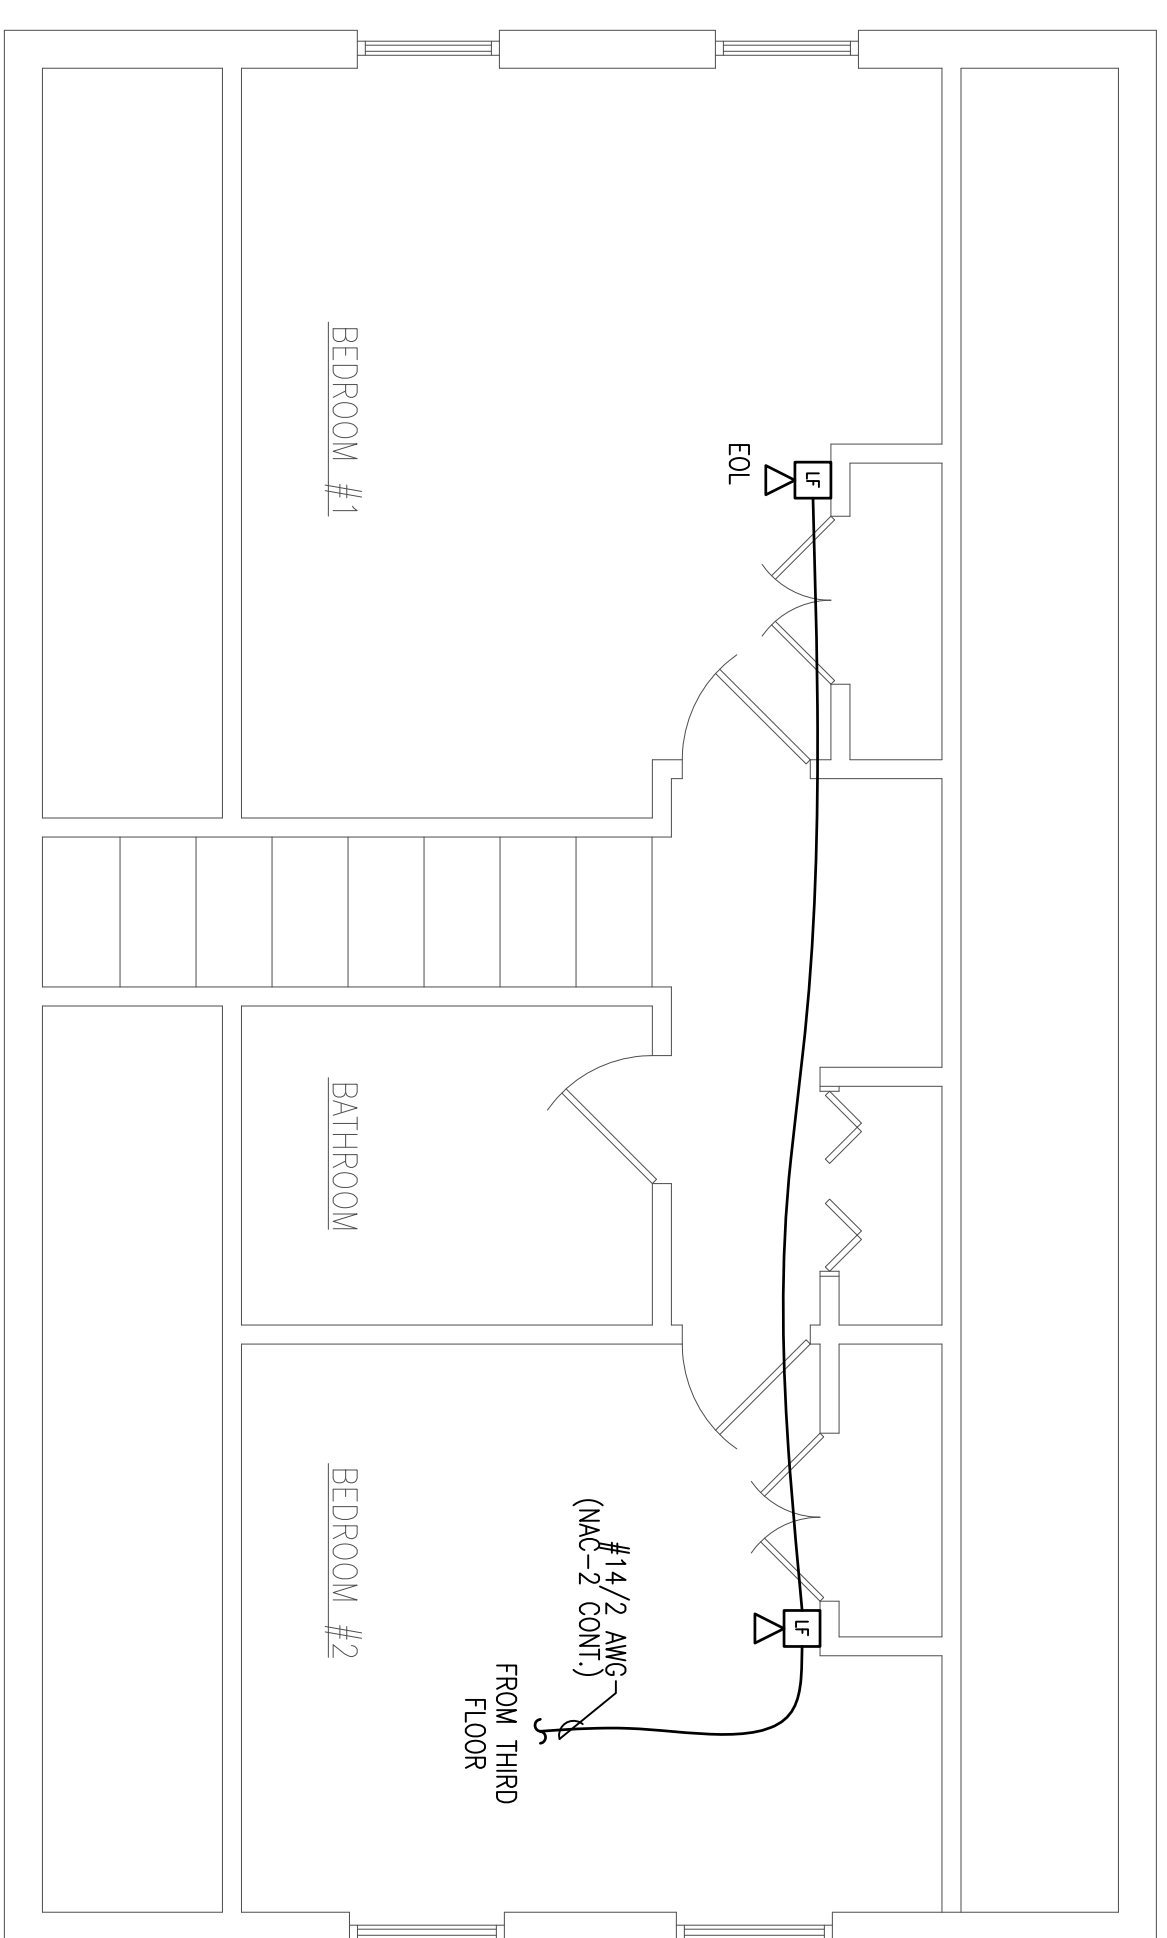 BEDROOM #1
EOL
LF
BATHROOM
BEDROOM #2
LF
#14/2 AWG
(NAC-2 CONT.)
FROM THIRD
FLOOR